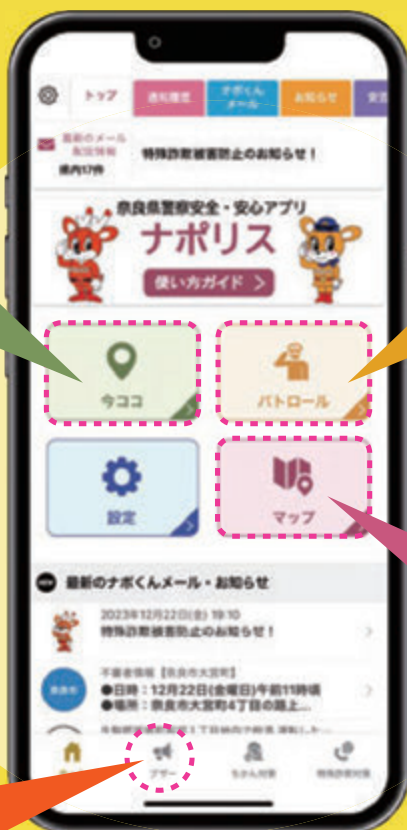 トップ
通知履歴
ナポくん
メール
お知らせ
最新のメール
配信情報
県内17件
特殊詐欺被害防止のお知らせ！
奈良県警察安全・安心アプリ
ナポリス
使い方ガイド
今ココ
パトロール
設定
マップ
最新のナポくんメール・お知らせ
2023年12月22日(金) 19:10
特殊詐欺被害防止のお知らせ！
奈良市
不審者情報【奈良市大宮町】
●日時：12月22日(金曜日)午前11時頃
●場所：奈良市大宮町4丁目の路上...
ブザー
ちかん対策
特殊詐欺対策